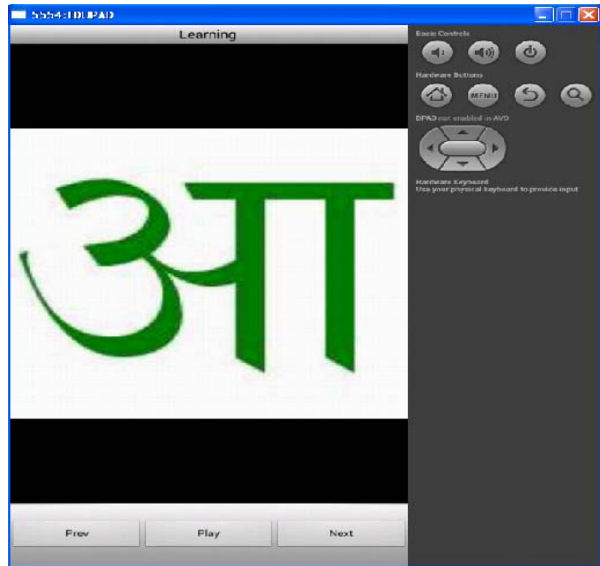 5554:EDUPAD
Learning
Basic Controls
Hardware Buttons
MENU
DPAD not enabled in AVD
Hardware Keyboard
Use your physical keyboard to provide input
आ
Prev
Play
Next